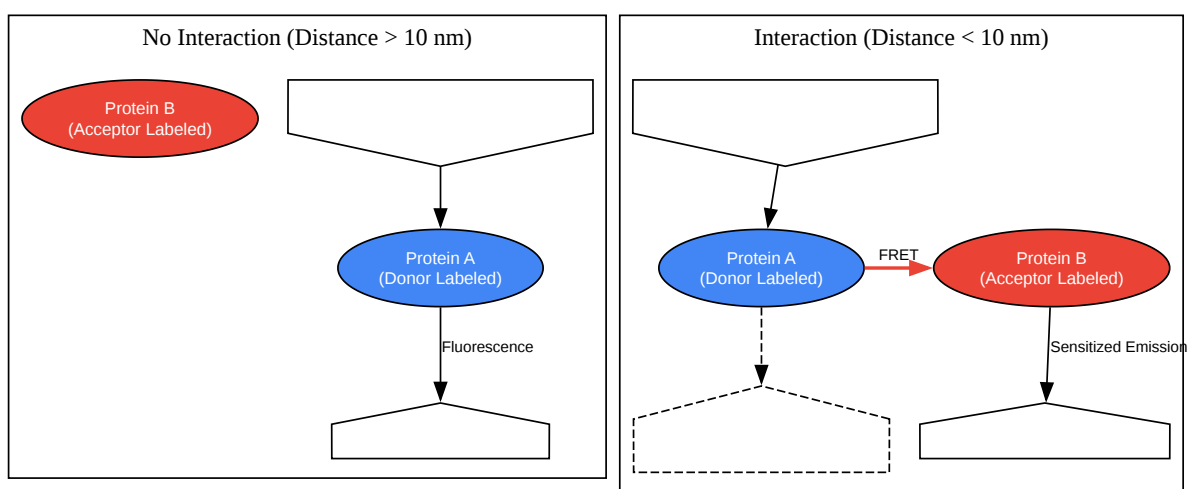 No Interaction (Distance > 10 nm)
Protein B
(Acceptor Labeled)
Protein A
(Donor Labeled)
Fluorescence
Interaction (Distance < 10 nm)
Protein A
(Donor Labeled)
FRET
Protein B
(Acceptor Labeled)
Sensitized Emission